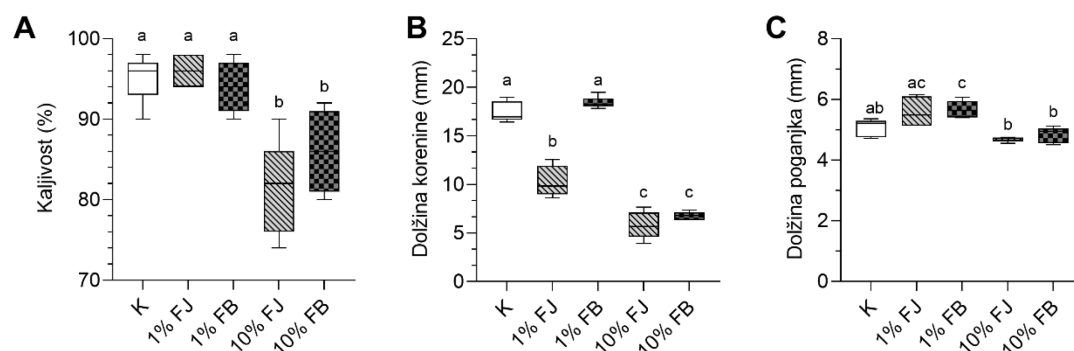 A
Kaljivost (%)
100
90
80
70
a
a
a
b
b
K
1% FJ
1% FB
10% FJ
10% FB
B
Dolžina korenine (mm)
25
20
15
10
5
0
a
b
a
c
c
K
1% FJ
1% FB
10% FJ
10% FB
C
Dolžina poganjka (mm)
8
6
4
2
0
ab
ac
c
b
b
K
1% FJ
1% FB
10% FJ
10% FB